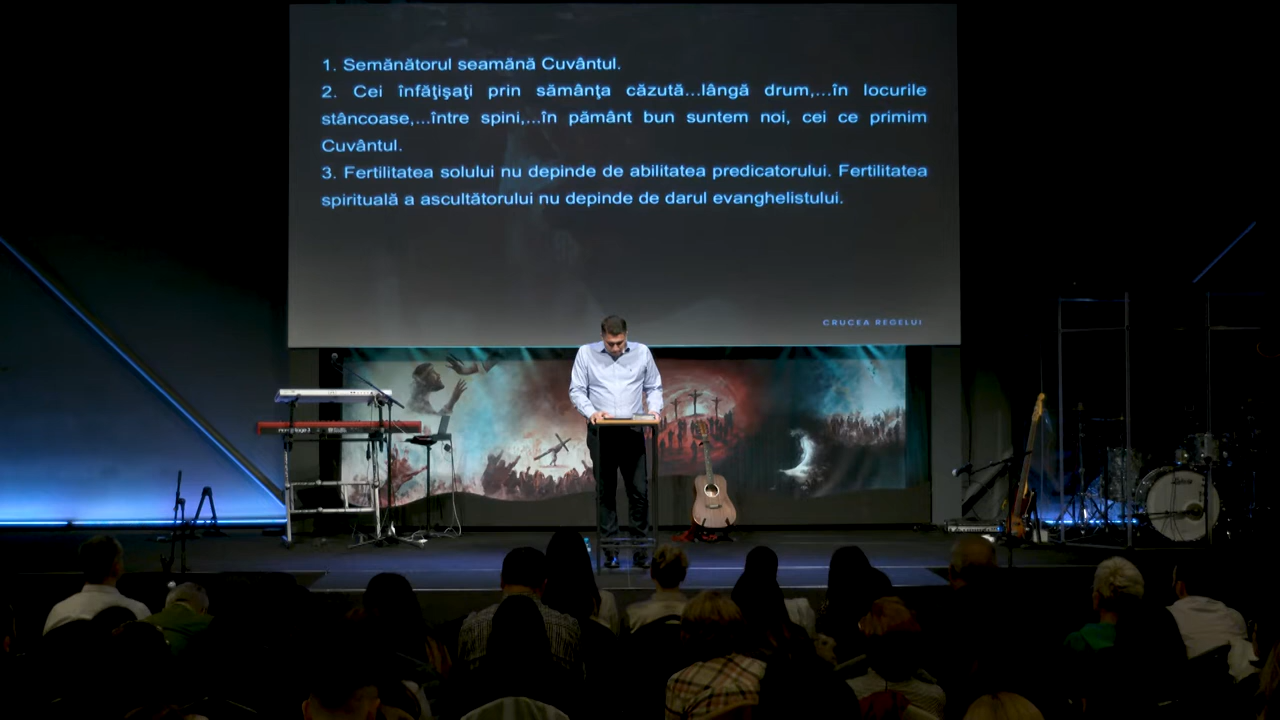 1. Semănătorul seamănă Cuvântul.
2. Cei înfăţişaţi prin sămânţa căzută...lângă drum,...în locurile
stâncoase,...între spini,...în pământ bun suntem noi, cei ce primim
Cuvântul.
3. Fertilitatea solului nu depinde de abilitatea predicatorului. Fertilitatea
spirituală a ascultătorului nu depinde de darul evanghelistului.
CRUCEA REGELUI